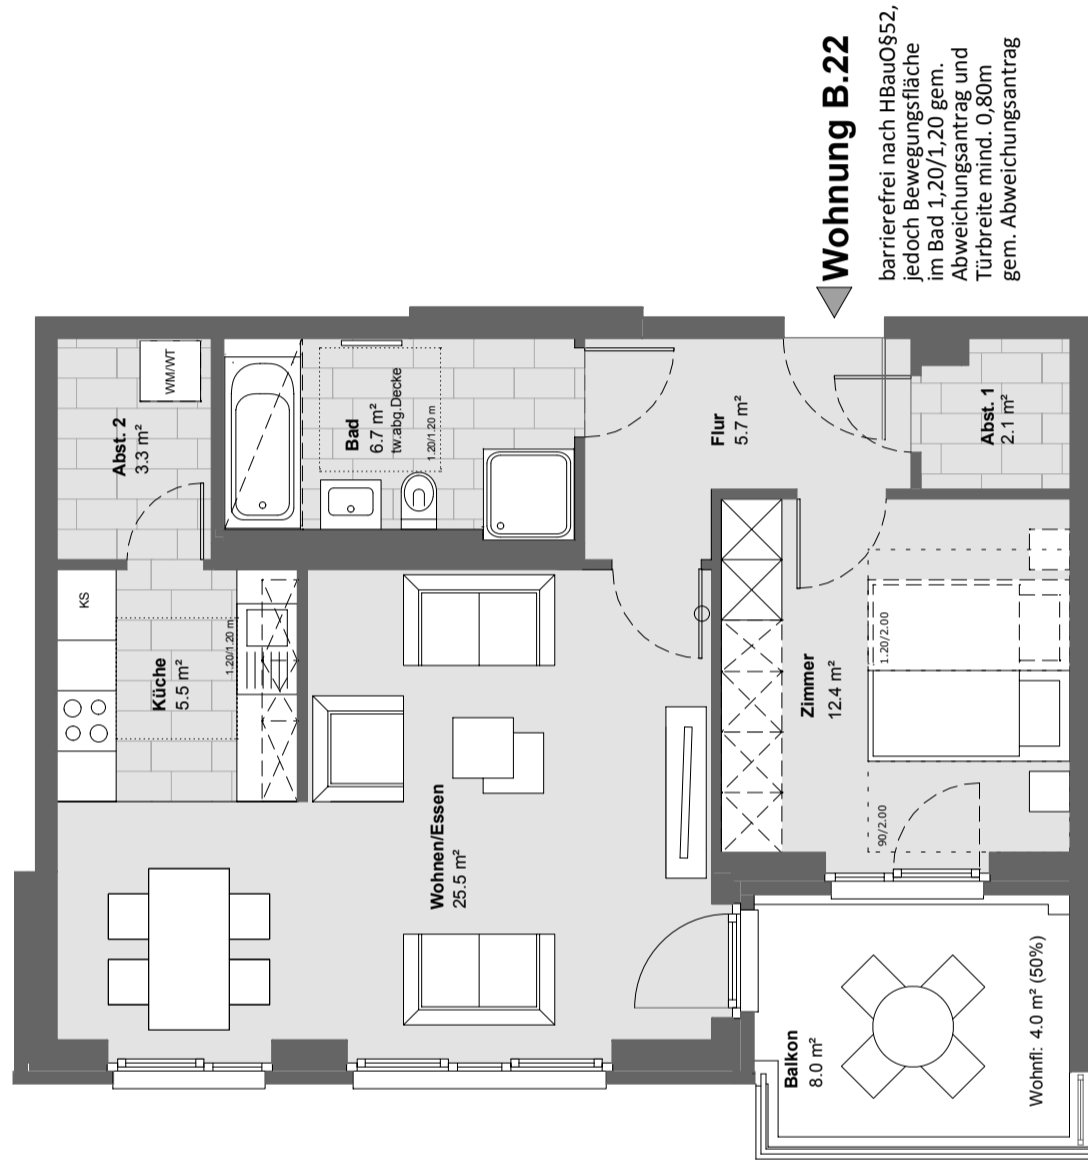 Wohnung B.22
barrierefrei nach HBauO§52,
jedoch Bewegungsfläche
im Bad 1,20/1,20 gem.
Abweichungsantrag und
Türbreite mind. 0,80m
gem. Abweichungsantrag
Abst. 2
3.3 m²
WM/WT
Bad
6.7 m²
tw.abg.Decke
1.20/1.20 m
Flur
5.7 m²
Abst. 1
2.1 m²
KS
Küche
5.5 m²
1.20/1.20 m
Wohnen/Essen
25.5 m²
Zimmer
12.4 m²
1.20/2.00
90/2.00
Balkon
8.0 m²
Wohnfl: 4.0 m² (50%)